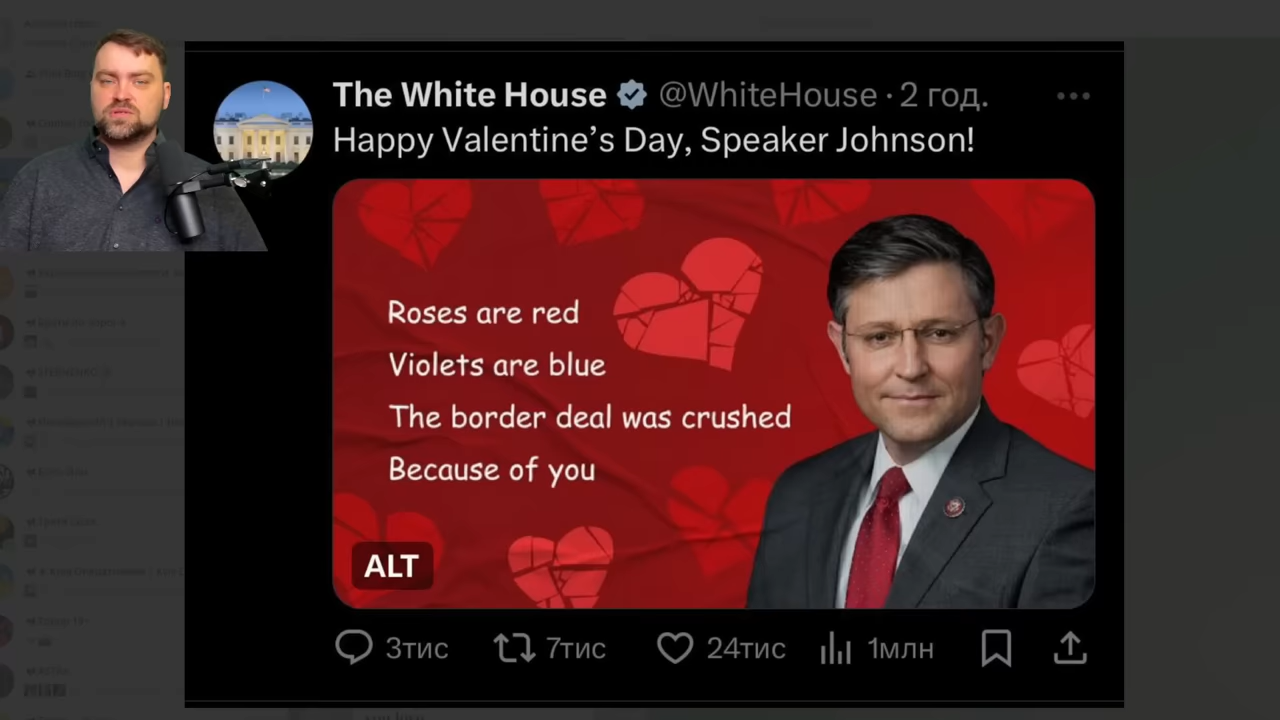 The White House @WhiteHouse · 2 год.
Happy Valentine’s Day, Speaker Johnson!
Roses are red
Violets are blue
The border deal was crushed
Because of you
ALT
3тис 7тис 24тис 1млн